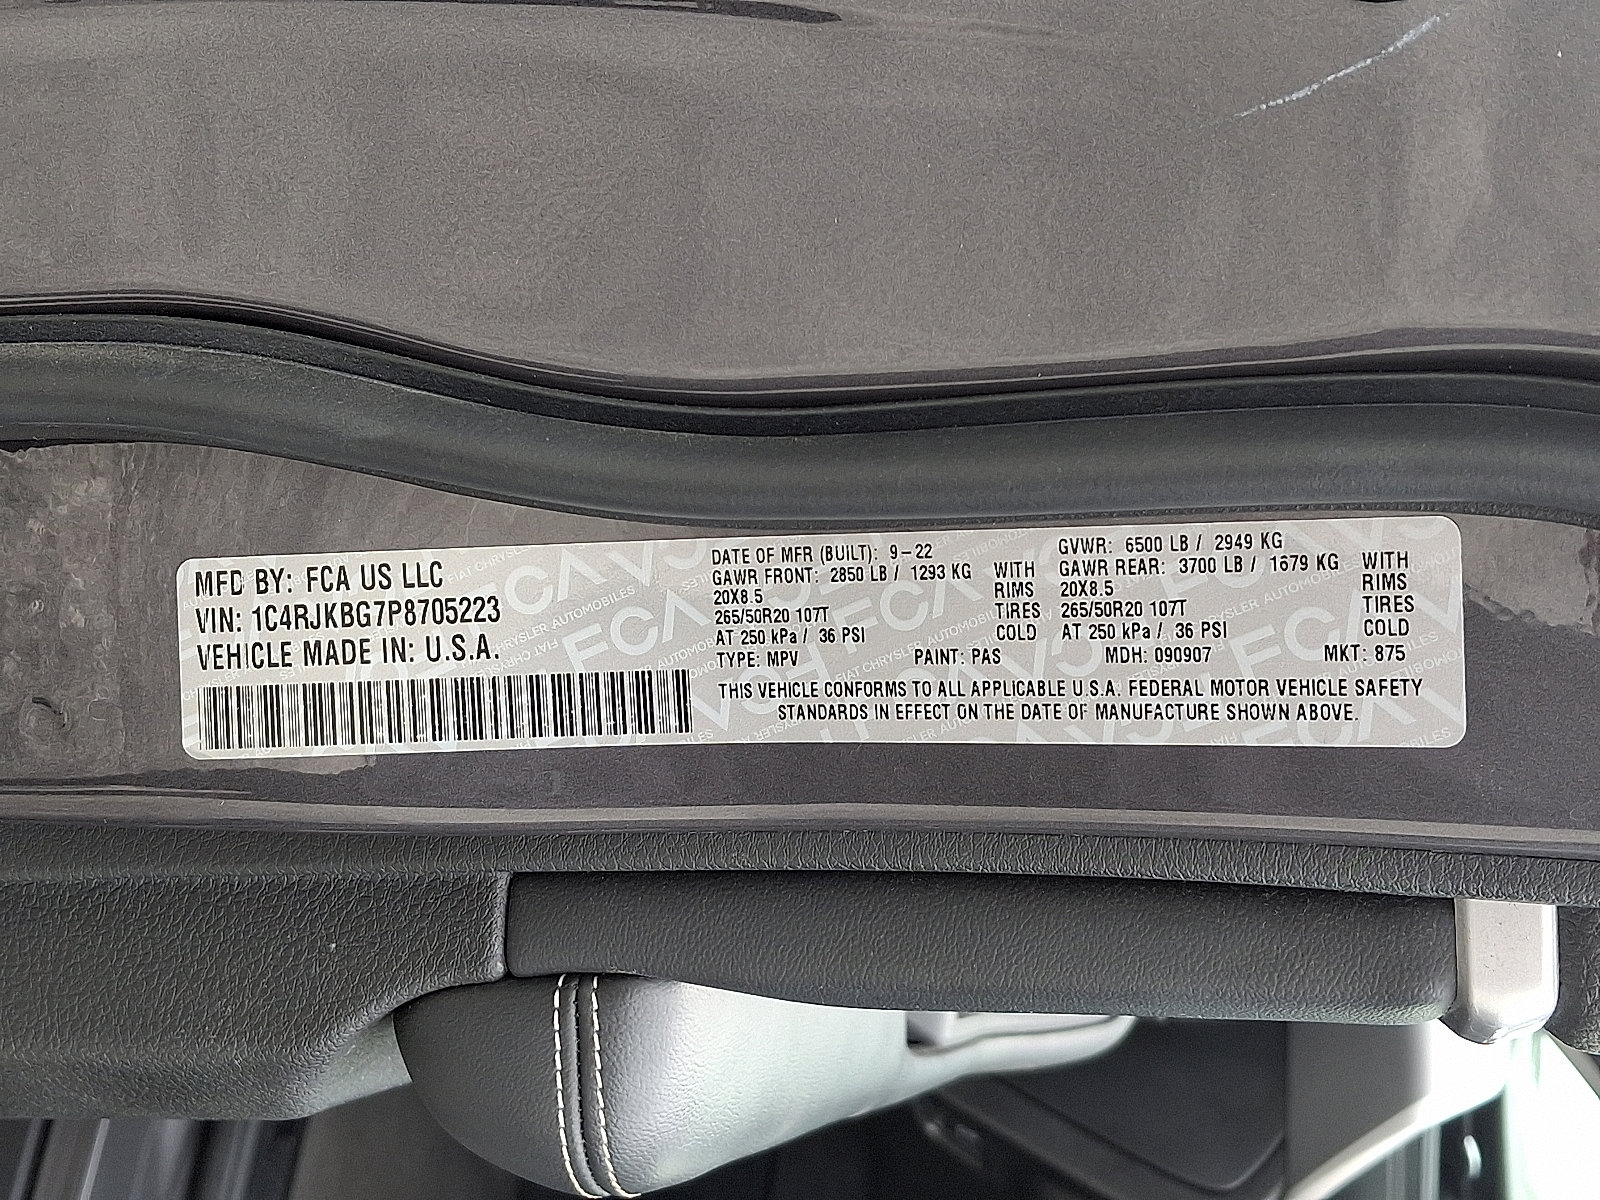 MFD BY: FCA US LLC
VIN: 1C4RJKBG7P8705223
VEHICLE MADE IN: U.S.A.
DATE OF MFR (BUILT): 9-22
GAWR FRONT: 2850 LB / 1293 KG WITH
20X8.5 RIMS
265/50R20 107T TIRES
AT 250 kPa / 36 PSI COLD
GVWR: 6500 LB / 2949 KG
GAWR REAR: 3700 LB / 1679 KG WITH
20X8.5 RIMS
265/50R20 107T TIRES
AT 250 kPa / 36 PSI COLD
TYPE: MPV PAINT: PAS MDH: 090907 MKT: 875
THIS VEHICLE CONFORMS TO ALL APPLICABLE U.S.A. FEDERAL MOTOR VEHICLE SAFETY
STANDARDS IN EFFECT ON THE DATE OF MANUFACTURE SHOWN ABOVE.